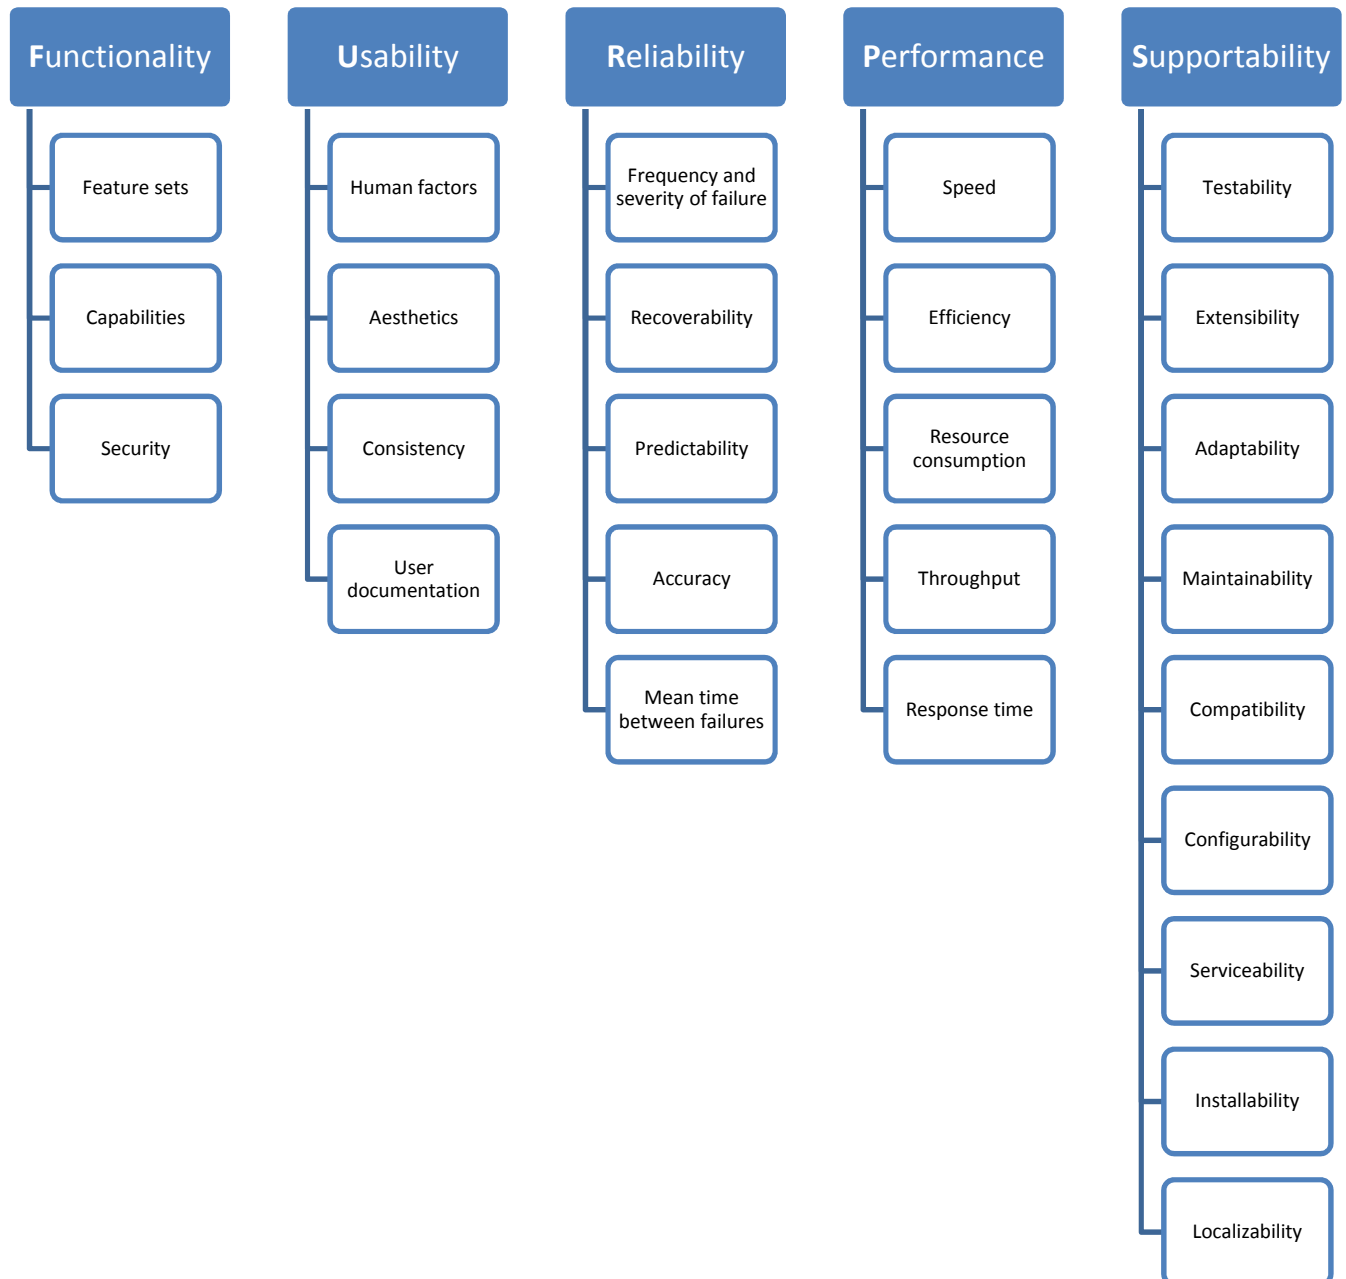 Functionality
Feature sets
Capabilities
Security
Usability
Human factors
Aesthetics
Consistency
User
documentation
Reliability
Frequency and
severity of failure
Recoverability
Predictability
Accuracy
Mean time
between failures
Performance
Speed
Efficiency
Resource
consumption
Throughput
Response time
Supportability
Testability
Extensibility
Adaptability
Maintainability
Compatibility
Configurability
Serviceability
Installability
Localizability